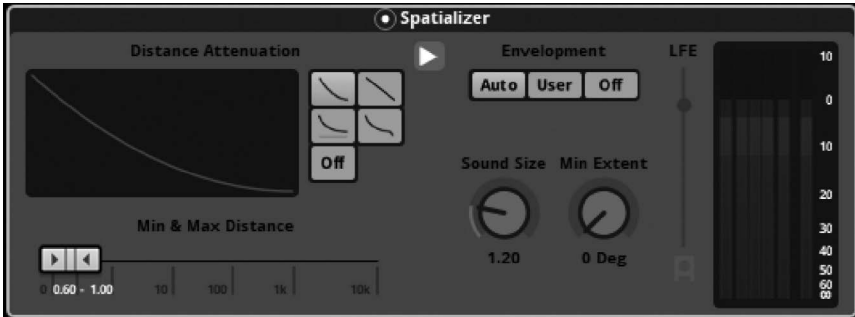 Spatializer
Distance Attenuation
Envelopment
LFE
Auto User Off
Off
Sound Size Min Extent
1.20 0 Deg
Min & Max Distance
0 0.60 - 1.00 10 100 1k 10k
10
0
10
20
30
40
50
60
∞